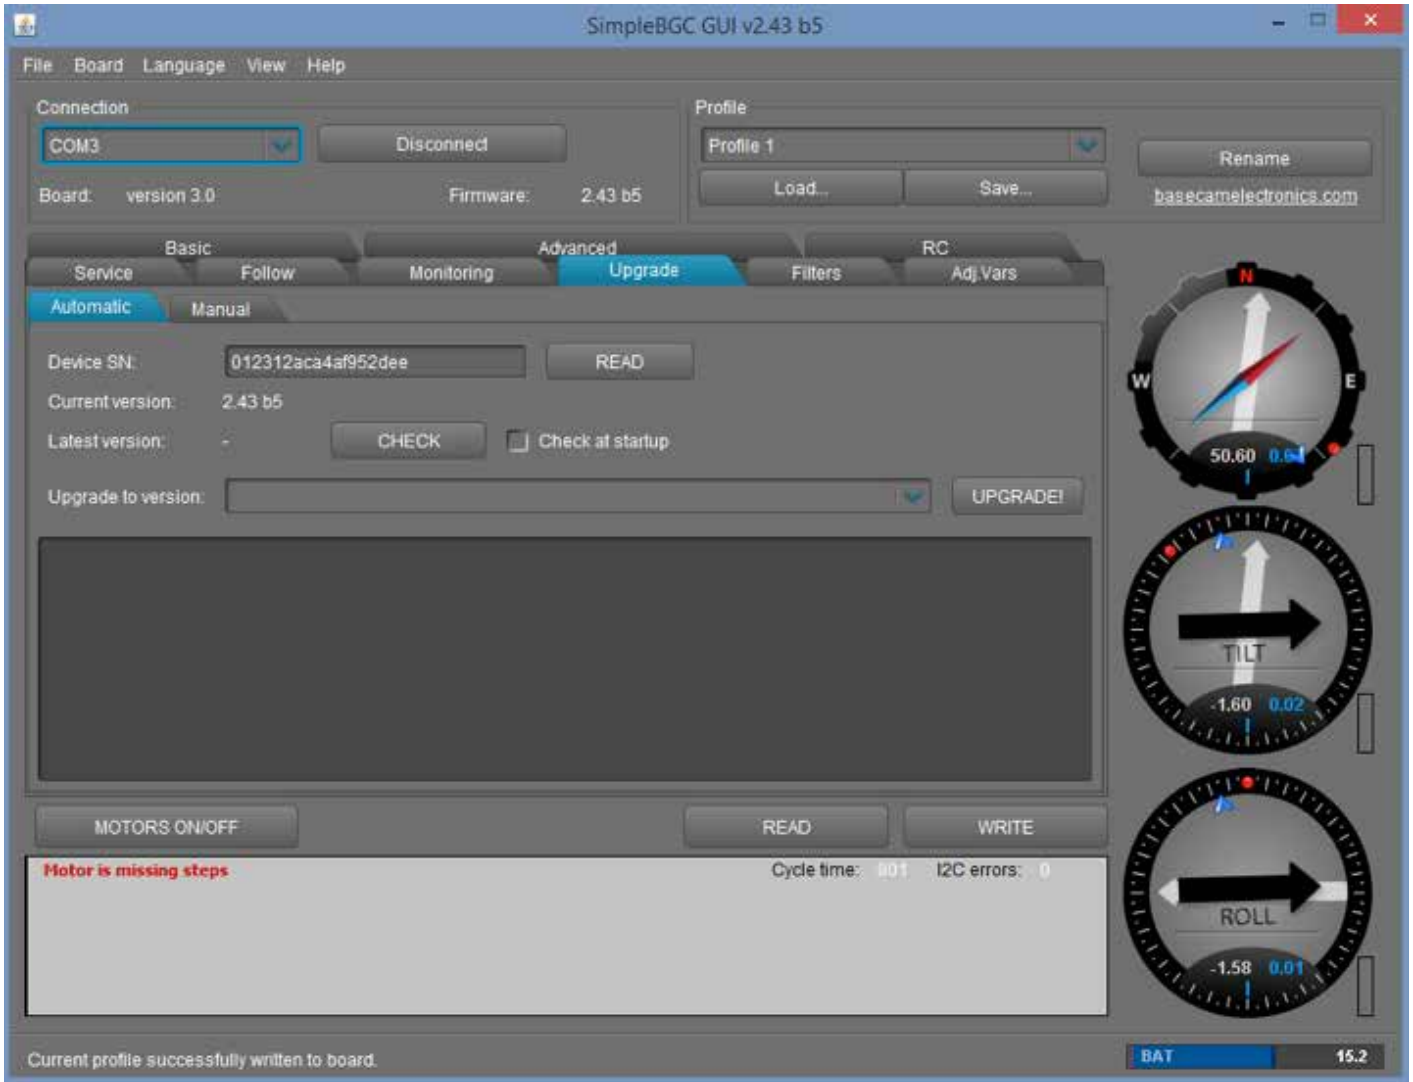 SimpleBGC GUI v2.43 b5
File Board Language View Help
Connection
Profile
COM3
Disconnect
Profile 1
Rename
Board: version 3.0
Firmware: 2.43 b5
Load...
Save...
basecamelectronics.com
Basic
Advanced
RC
Service
Follow
Monitoring
Upgrade
Filters
Adj.Vars
Automatic
Manual
Device SN:
012312aca4af952dee
READ
Current version:
2.43 b5
Latest version:
-
CHECK
Check at startup
Upgrade to version:
UPGRADE!
N
W
E
50.60
TILT
-1.60 0.02
ROLL
-1.58 0.01
MOTORS ON/OFF
READ
WRITE
Motor is missing steps
Cycle time: 801
I2C errors: 0
Current profile successfully written to board.
BAT
15.2